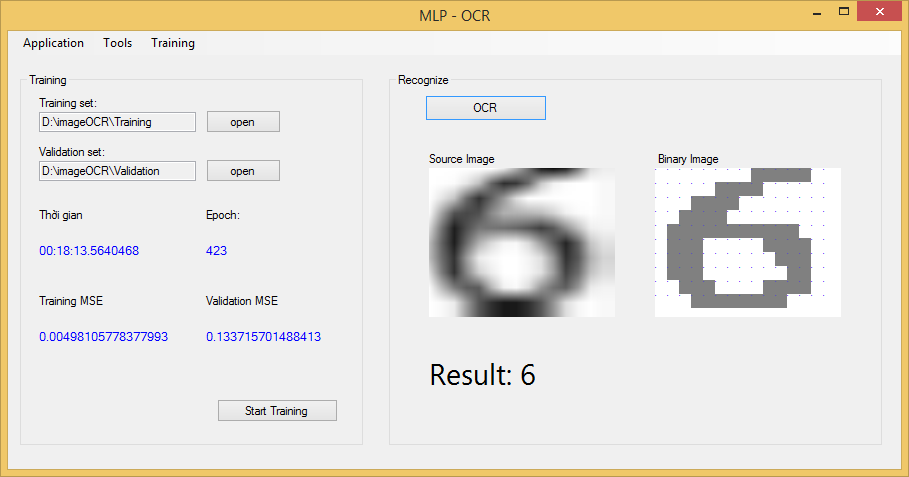 MLP - OCR
Application Tools Training
Training
Training set:
D:\imageOCR\Training open
Validation set:
D:\imageOCR\Validation open
Thời gian Epoch:
00:18:13.5640468 423
Training MSE Validation MSE
0.00498105778377993 0.133715701488413
Start Training
Recognize
OCR
Source Image Binary Image
6 6
Result: 6